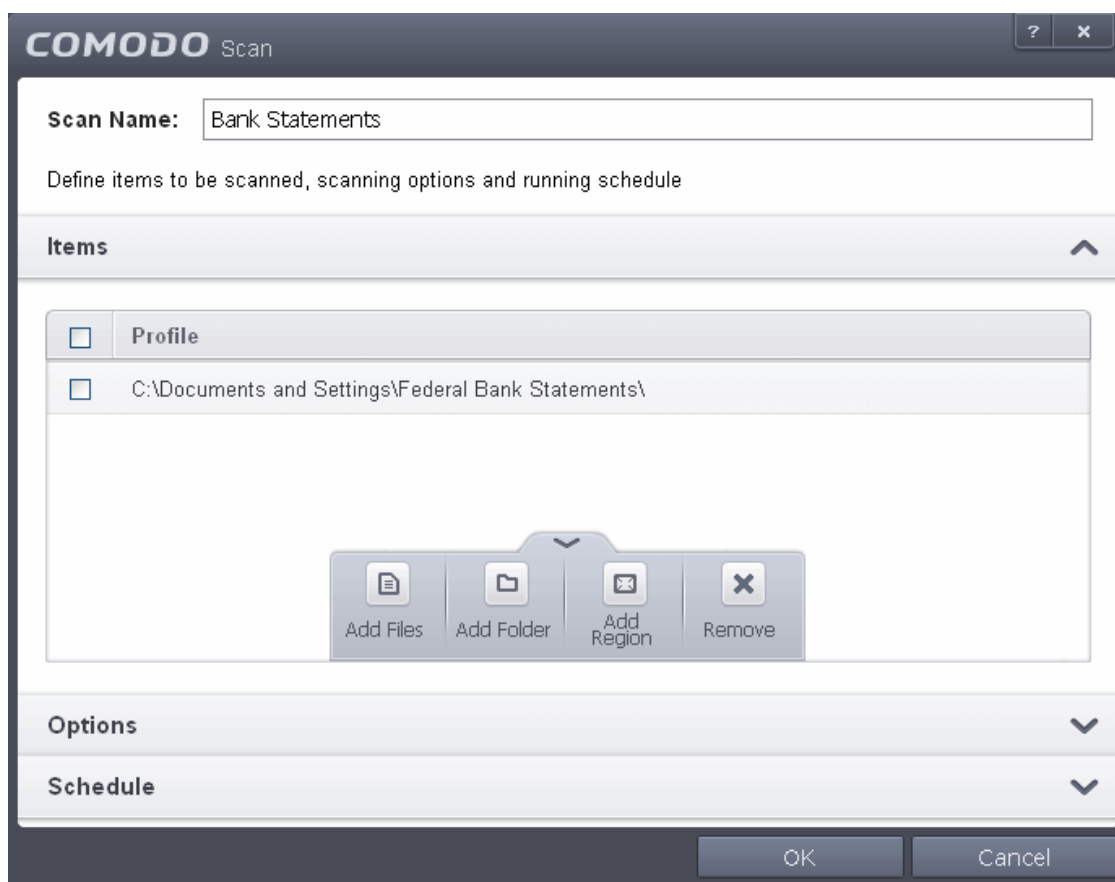 COMODO Scan
? ×
Scan Name: Bank Statements
Define items to be scanned, scanning options and running schedule
Items
Profile
C:\Documents and Settings\Federal Bank Statements\
Add Files
Add Folder
Add Region
Remove
Options
Schedule
OK
Cancel